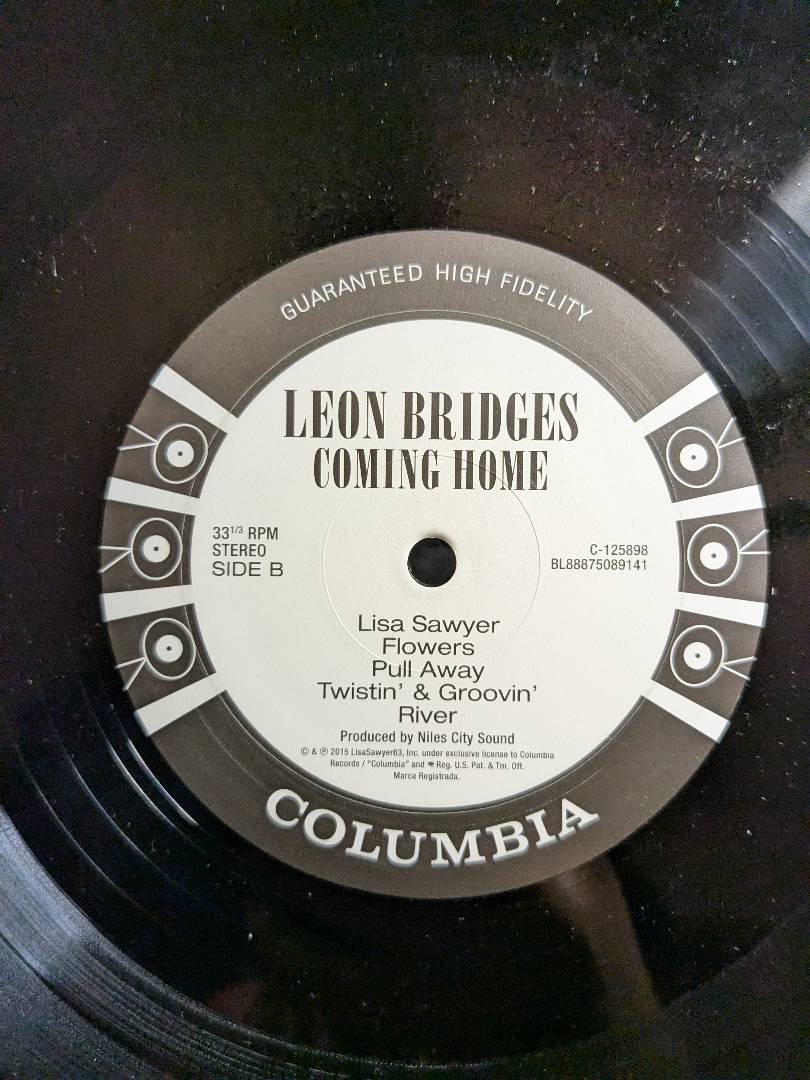 GUARANTEED HIGH FIDELITY
LEON BRIDGES
COMING HOME
33 1/3 RPM
STEREO
SIDE B
C-125898
BL88875089141
Lisa Sawyer
Flowers
Pull Away
Twistin' & Groovin'
River
Produced by Niles City Sound
© & ℗ 2015 LisaSawyer63, Inc. under exclusive license to Columbia
Records / "Columbia" and Reg. U.S. Pat. & Tm. Off.
Marca Registrada.
COLUMBIA